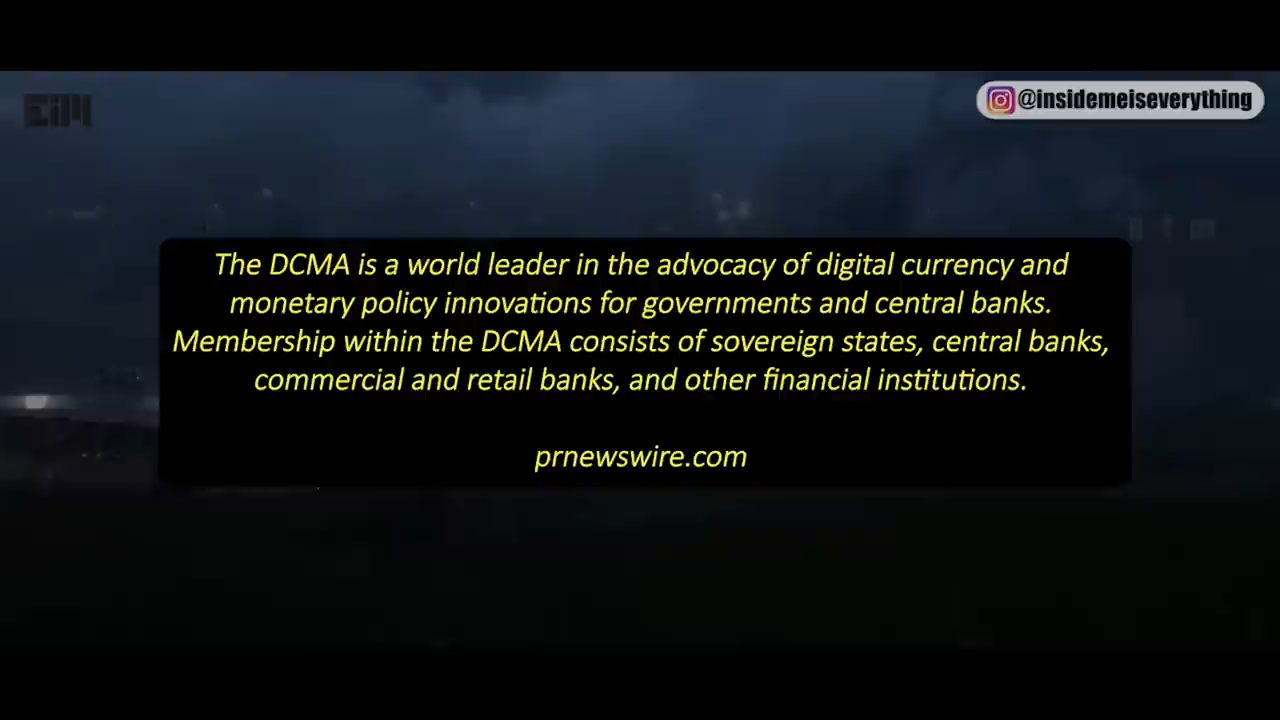 @insidemeiseverything
The DCMA is a world leader in the advocacy of digital currency and
monetary policy innovations for governments and central banks.
Membership within the DCMA consists of sovereign states, central banks,
commercial and retail banks, and other financial institutions.
prnewswire.com